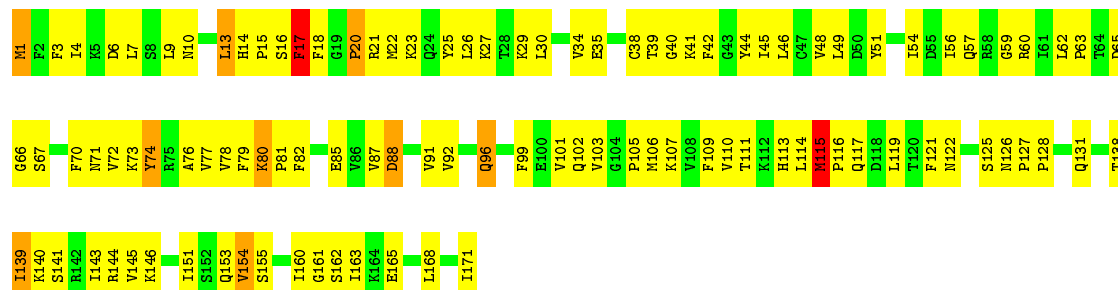 M1 F2 F3 I4 K5 D6 L7 S8 L9 N10 L13 H14 P15 S16 F17 F18 G19 P20 R21 M22 K23 Q24 Y25 L26 K27 T28 K29 L30 V34 E35 C38 T39 G40 K41 F42 G43 Y44 I45 L46 C47 V48 L49 D50 Y51 I54 D55 I56 Q57 R58 G59 R60 I61 L62 P63 T64 D65
G66 S67 F70 N71 V72 K73 Y74 R75 A76 V77 V78 F79 K80 P81 F82 E85 V86 V87 D88 V91 V92 Q96 F99 E100 V101 Q102 V103 G104 P105 M106 K107 V108 F109 V110 T111 K112 H113 L114 M115 P116 Q117 D118 L119 T120 F121 N122 S125 N126 P127 P128 Q131 T138
I139 K140 S141 R142 I143 R144 V145 K146 I151 S152 Q153 V154 S155 I160 G161 S162 I163 K164 E165 L168 I171